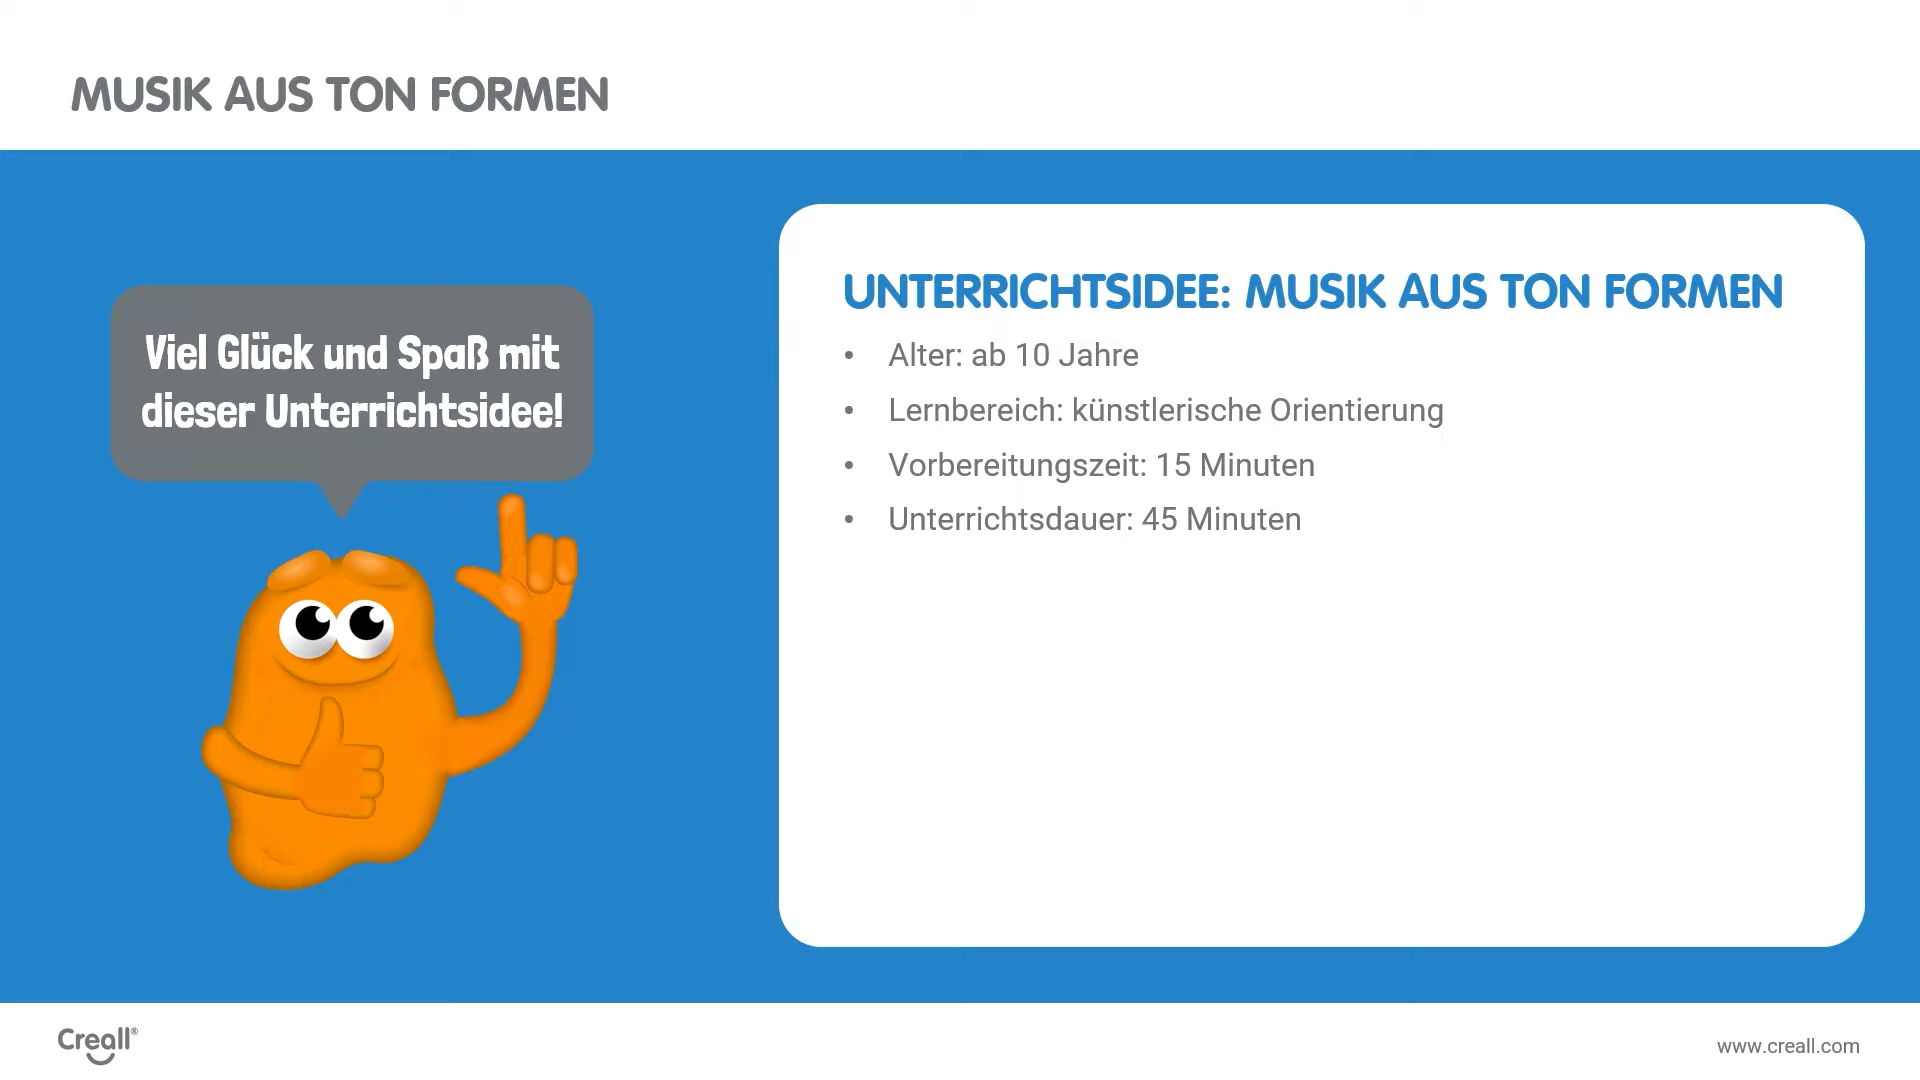 MUSIK AUS TON FORMEN
Viel Glück und Spaß mit
dieser Unterrichtsidee!
UNTERRICHTSIDEE: MUSIK AUS TON FORMEN
• Alter: ab 10 Jahre
• Lernbereich: künstlerische Orientierung
• Vorbereitungszeit: 15 Minuten
• Unterrichtsdauer: 45 Minuten
Creall®
www.creall.com